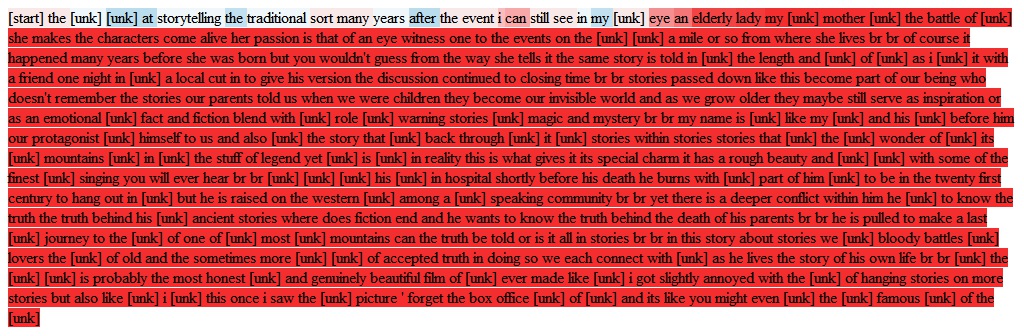 [start] the [unk] [unk] at storytelling the traditional sort many years after the event i can still see in my [unk] eye an elderly lady my [unk] mother [unk] the battle of [unk]
she makes the characters come alive her passion is that of an eye witness one to the events on the [unk] [unk] a mile or so from where she lives br br of course it
happened many years before she was born but you wouldn't guess from the way she tells it the same story is told in [unk] the length and [unk] of [unk] as i [unk] it with
a friend one night in [unk] a local cut in to give his version the discussion continued to closing time br br stories passed down like this become part of our being who
doesn't remember the stories our parents told us when we were children they become our invisible world and as we grow older they maybe still serve as inspiration or
as an emotional [unk] fact and fiction blend with [unk] role [unk] warning stories [unk] magic and mystery br br my name is [unk] like my [unk] and his [unk] before him
our protagonist [unk] himself to us and also [unk] the story that [unk] back through [unk] it [unk] stories within stories stories that [unk] the [unk] wonder of [unk] its
[unk] mountains [unk] in [unk] the stuff of legend yet [unk] is [unk] in reality this is what gives it its special charm it has a rough beauty and [unk] [unk] with some of the
finest [unk] singing you will ever hear br br [unk] [unk] [unk] his [unk] in hospital shortly before his death he burns with [unk] part of him [unk] to be in the twenty first
century to hang out in [unk] but he is raised on the western [unk] among a [unk] speaking community br br yet there is a deeper conflict within him he [unk] to know the
truth the truth behind his [unk] ancient stories where does fiction end and he wants to know the truth behind the death of his parents br br he is pulled to make a last
[unk] journey to the [unk] of one of [unk] most [unk] mountains can the truth be told or is it all in stories br br in this story about stories we [unk] bloody battles [unk]
lovers the [unk] of old and the sometimes more [unk] [unk] of accepted truth in doing so we each connect with [unk] as he lives the story of his own life br br [unk] the
[unk] [unk] is probably the most honest [unk] and genuinely beautiful film of [unk] ever made like [unk] i got slightly annoyed with the [unk] of hanging stories on more
stories but also like [unk] i [unk] this once i saw the [unk] picture ' forget the box office [unk] of [unk] and its like you might even [unk] the [unk] famous [unk] of the
[unk]